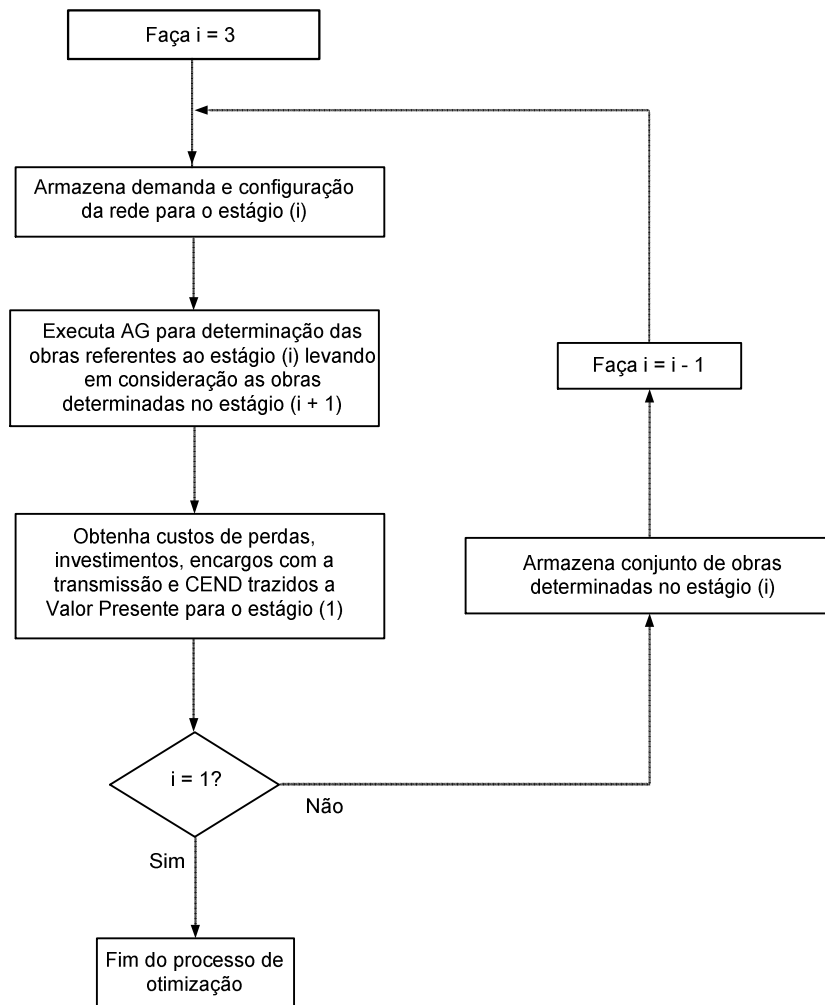 Faça i = 3
Armazena demanda e configuração
da rede para o estágio (i)
Executa AG para determinação das
obras referentes ao estágio (i) levando
em consideração as obras
determinadas no estágio (i + 1)
Obtenha custos de perdas,
investimentos, encargos com a
transmissão e CEND trazidos a
Valor Presente para o estágio (1)
i = 1?
Não
Sim
Fim do processo de
otimização
Armazena conjunto de obras
determinadas no estágio (i)
Faça i = i - 1